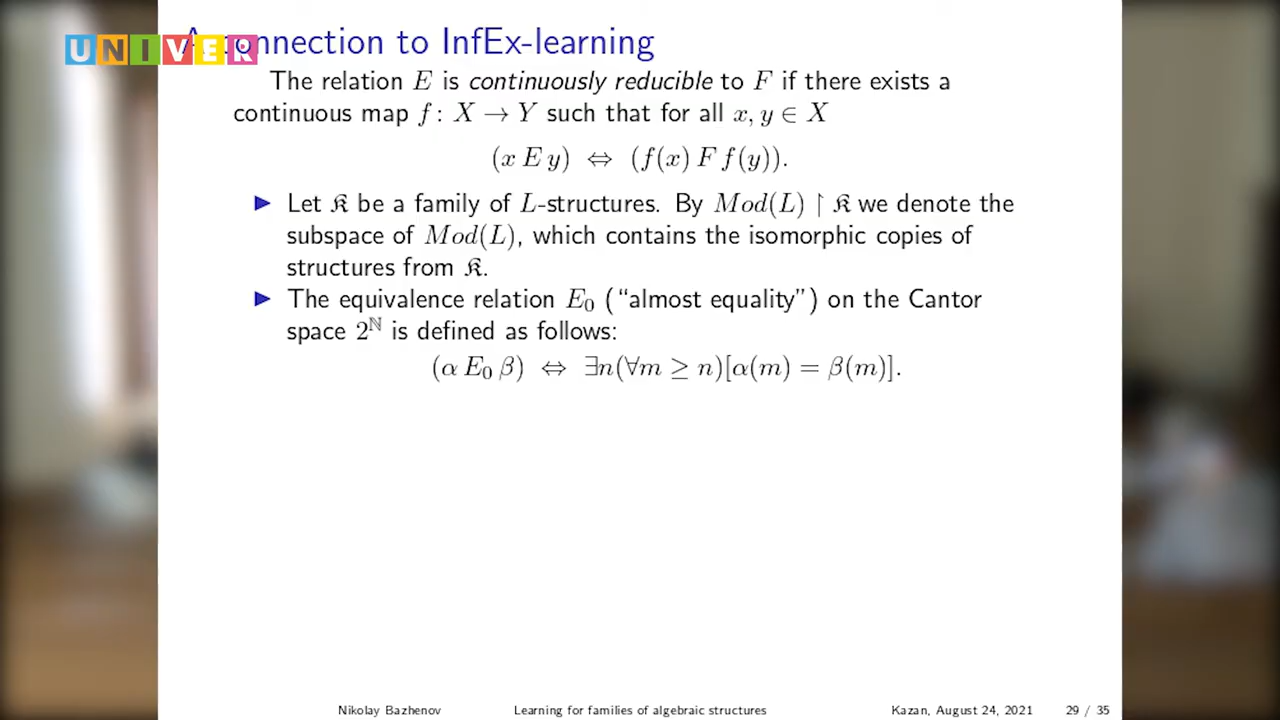 UNIVER
connection to InfEx-learning
The relation E is continuously reducible to F if there exists a
continuous map f: X → Y such that for all x, y ∈ X
(x E y) ⇔ (f(x) F f(y)).
▶ Let 𝔎 be a family of L-structures. By Mod(L) ↾ 𝔎 we denote the
subspace of Mod(L), which contains the isomorphic copies of
structures from 𝔎.
▶ The equivalence relation E₀ (“almost equality”) on the Cantor
space 2^ℕ is defined as follows:
(α E₀ β) ⇔ ∃n(∀m ≥ n)[α(m) = β(m)].
Nikolay Bazhenov Learning for families of algebraic structures Kazan, August 24, 2021 29 / 35